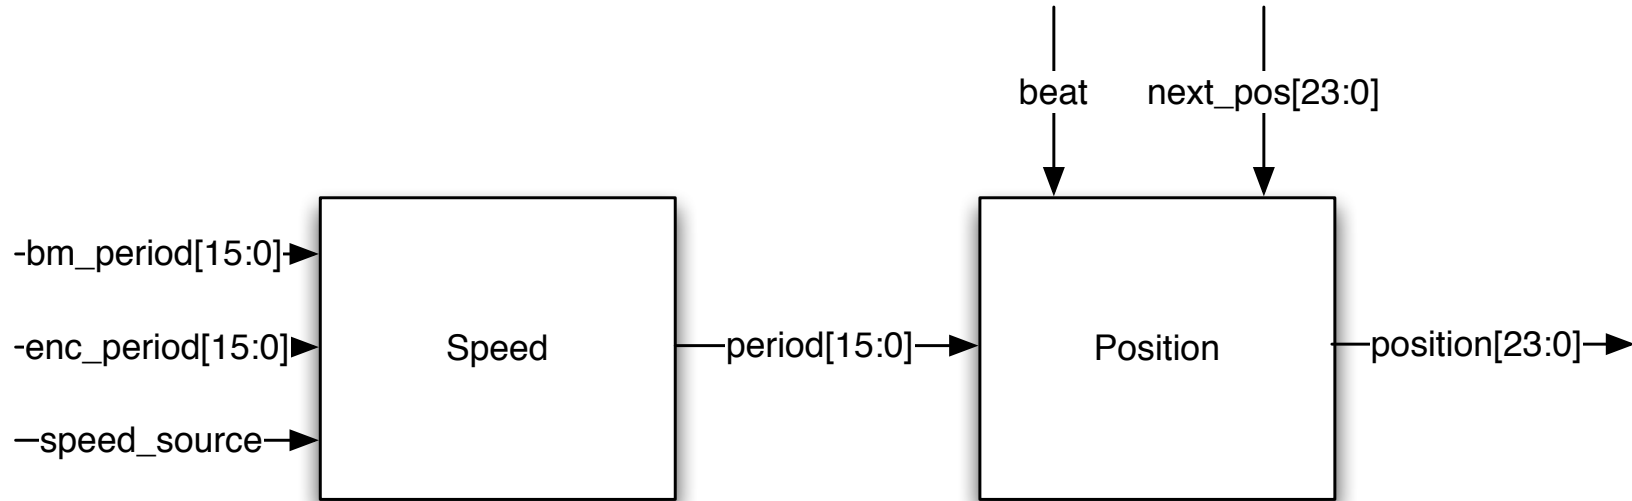 beat
next_pos[23:0]
bm_period[15:0]
enc_period[15:0]
speed_source
Speed
period[15:0]
Position
position[23:0]